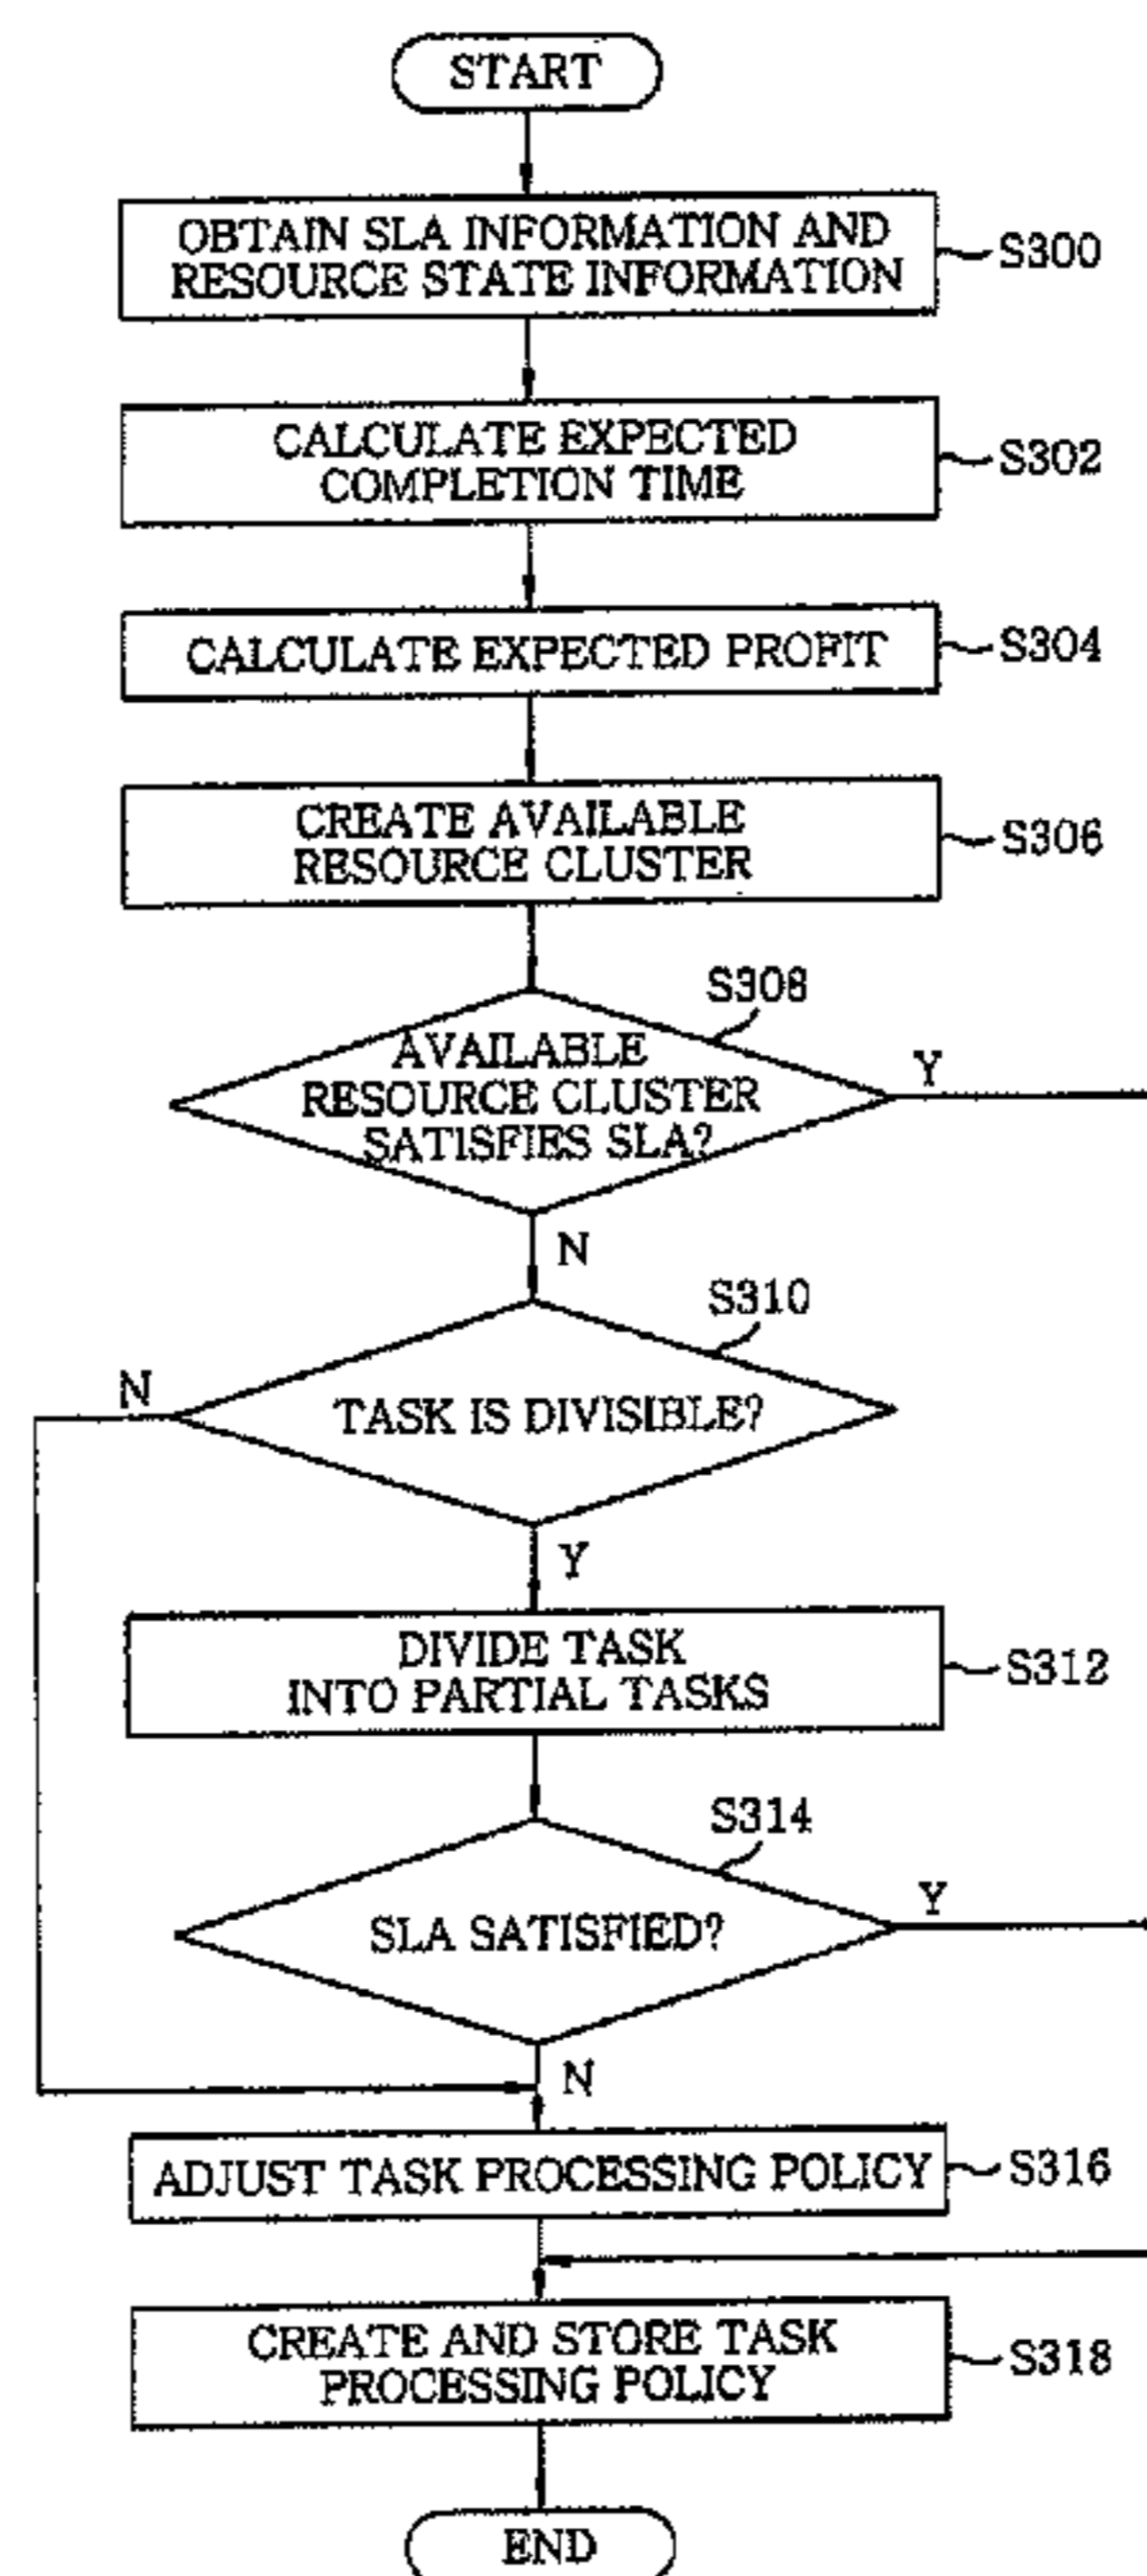 START
OBTAIN SLA INFORMATION AND
RESOURCE STATE INFORMATION
S300
CALCULATE EXPECTED
COMPLETION TIME
S302
CALCULATE EXPECTED PROFIT
S304
CREATE AVAILABLE
RESOURCE CLUSTER
S306
S308
AVAILABLE
RESOURCE CLUSTER
SATISFIES SLA?
Y
N
S310
N
TASK IS DIVISIBLE?
Y
DIVIDE TASK
INTO PARTIAL TASKS
S312
S314
SLA SATISFIED?
Y
N
ADJUST TASK PROCESSING POLICY
S316
CREATE AND STORE TASK
PROCESSING POLICY
S318
END